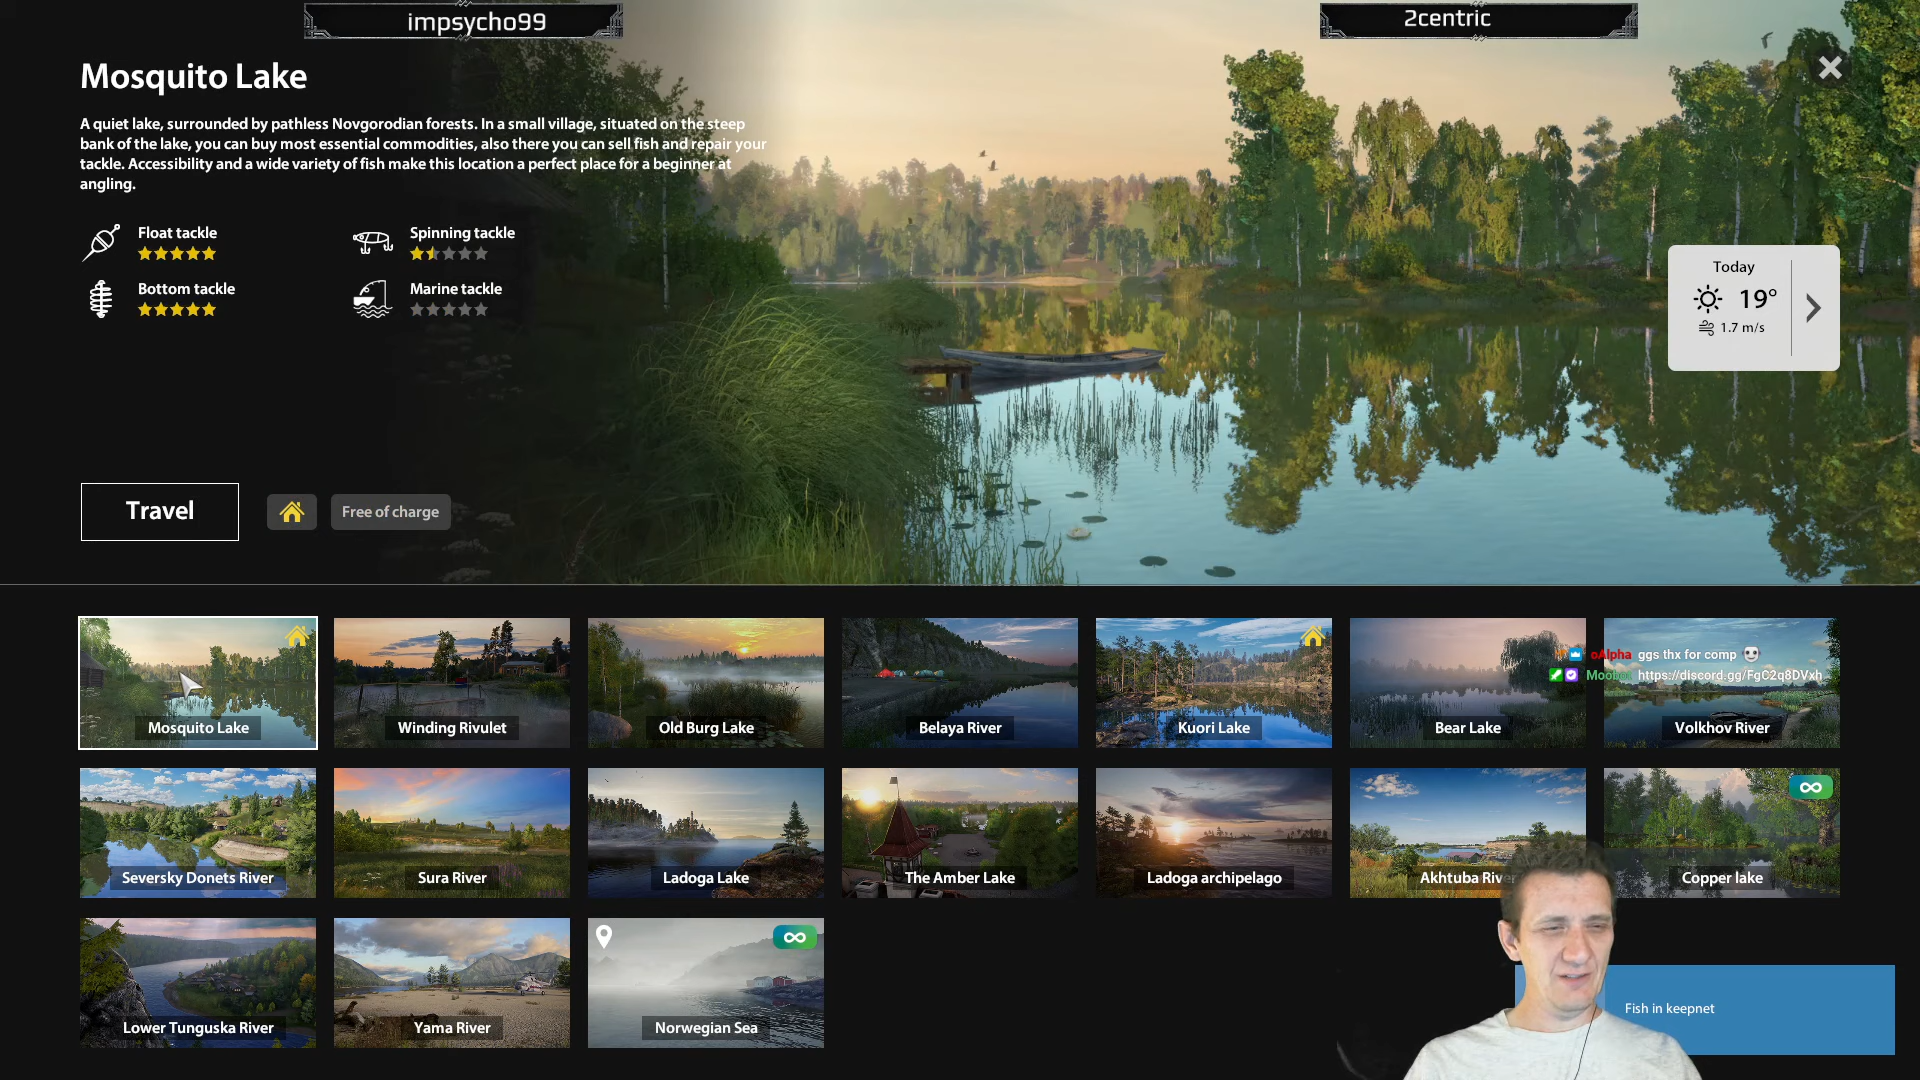 impsycho99
2centric
Mosquito Lake
A quiet lake, surrounded by pathless Novgorodian forests. In a small village, situated on the steep
bank of the lake, you can buy most essential commodities, also there you can sell fish and repair your
tackle. Accessibility and a wide variety of fish make this location a perfect place for a beginner at
angling.
Float tackle
Spinning tackle
Bottom tackle
Marine tackle
Today
19°
1.7 m/s
Travel
Free of charge
oAlpha ggs thx for comp
https://discord.gg/FgC2q8DVxh
Mosquito Lake
Winding Rivulet
Old Burg Lake
Belaya River
Kuori Lake
Bear Lake
Volkhov River
Seversky Donets River
Sura River
Ladoga Lake
The Amber Lake
Ladoga archipelago
Akhtuba
Copper lake
Lower Tunguska River
Yama River
Norwegian Sea
Fish in keepnet